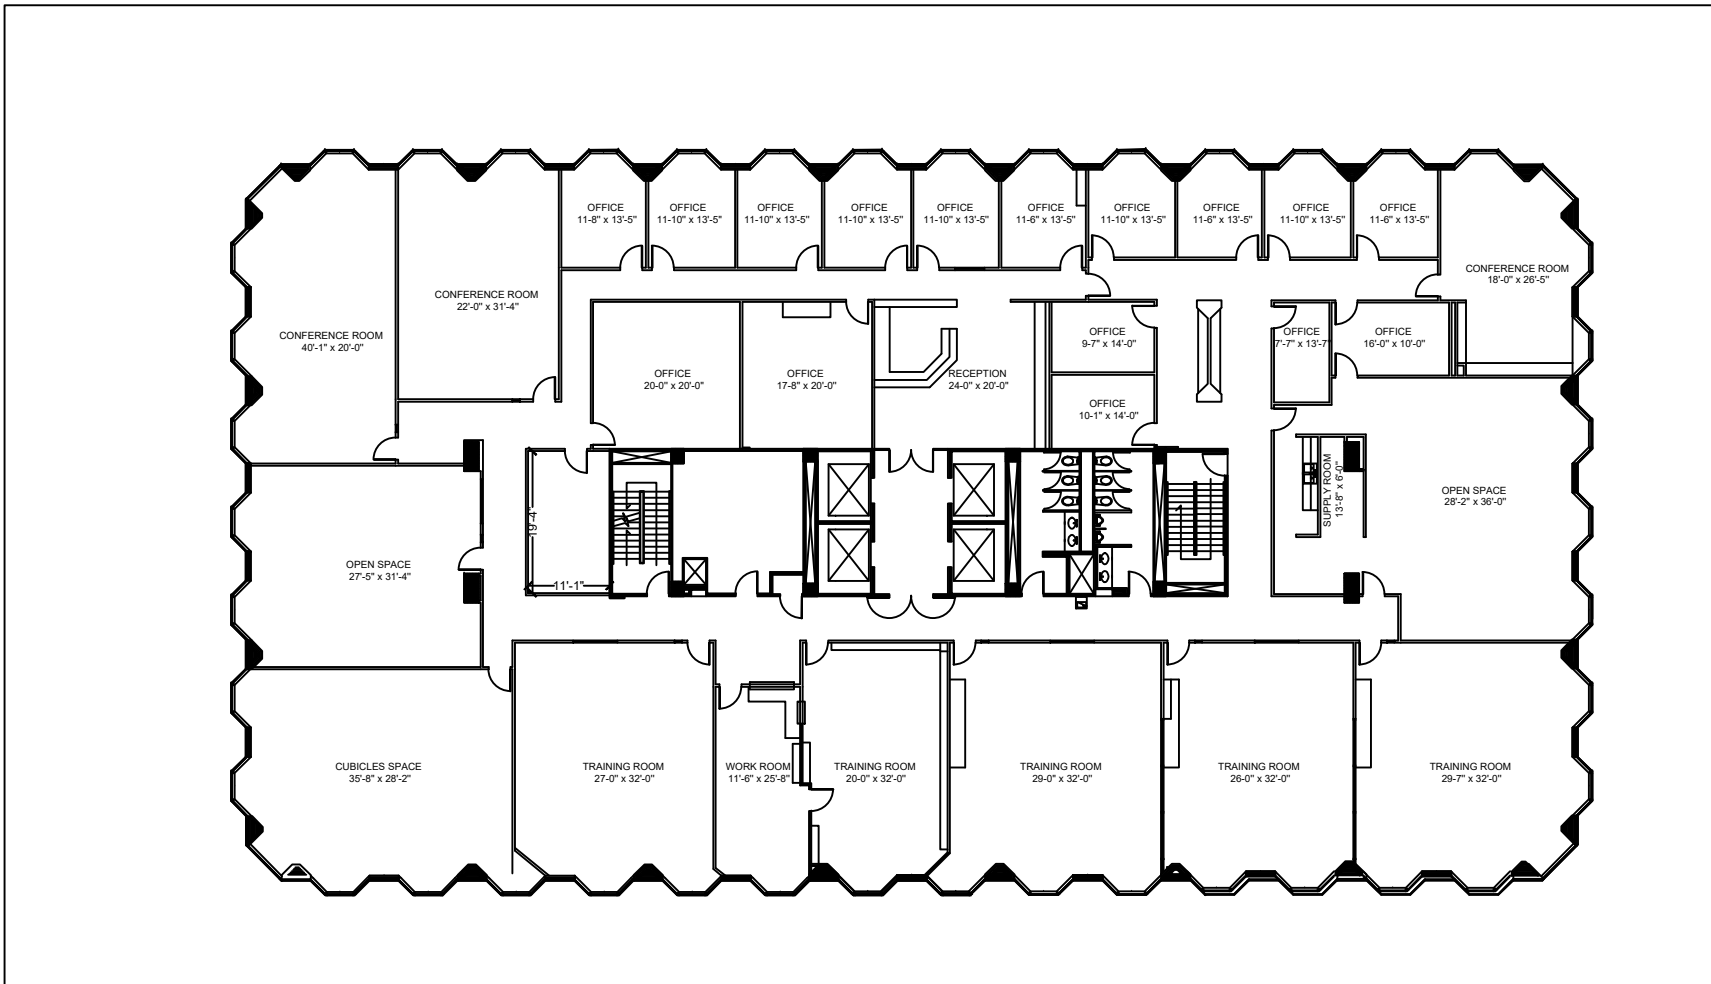 OFFICE
11-8" x 13'-5"
OFFICE
11-10" x 13'-5"
OFFICE
11-10" x 13'-5"
OFFICE
11-10" x 13'-5"
OFFICE
11-10" x 13'-5"
OFFICE
11-6" x 13'-5"
OFFICE
11-10" x 13'-5"
OFFICE
11-6" x 13'-5"
OFFICE
11-10" x 13'-5"
OFFICE
11-6" x 13'-5"
CONFERENCE ROOM
18'-0" x 26'-5"
CONFERENCE ROOM
22'-0" x 31'-4"
CONFERENCE ROOM
40'-1" x 20'-0"
OFFICE
20-0" x 20'-0"
OFFICE
17-8" x 20'-0"
RECEPTION
24-0" x 20'-0"
OFFICE
9-7" x 14'-0"
OFFICE
7'-7" x 13'-7"
OFFICE
16'-0" x 10'-0"
OFFICE
10-1" x 14'-0"
SUPPLY ROOM
13'-8" x 6'-0"
OPEN SPACE
28'-2" x 36'-0"
19'-4"
11'-1"
OPEN SPACE
27'-5" x 31'-4"
CUBICLES SPACE
35'-8" x 28'-2"
TRAINING ROOM
27-0" x 32'-0"
WORK ROOM
11'-6" x 25'-8"
TRAINING ROOM
20-0" x 32'-0"
TRAINING ROOM
29-0" x 32'-0"
TRAINING ROOM
26-0" x 32'-0"
TRAINING ROOM
29-7" x 32'-0"